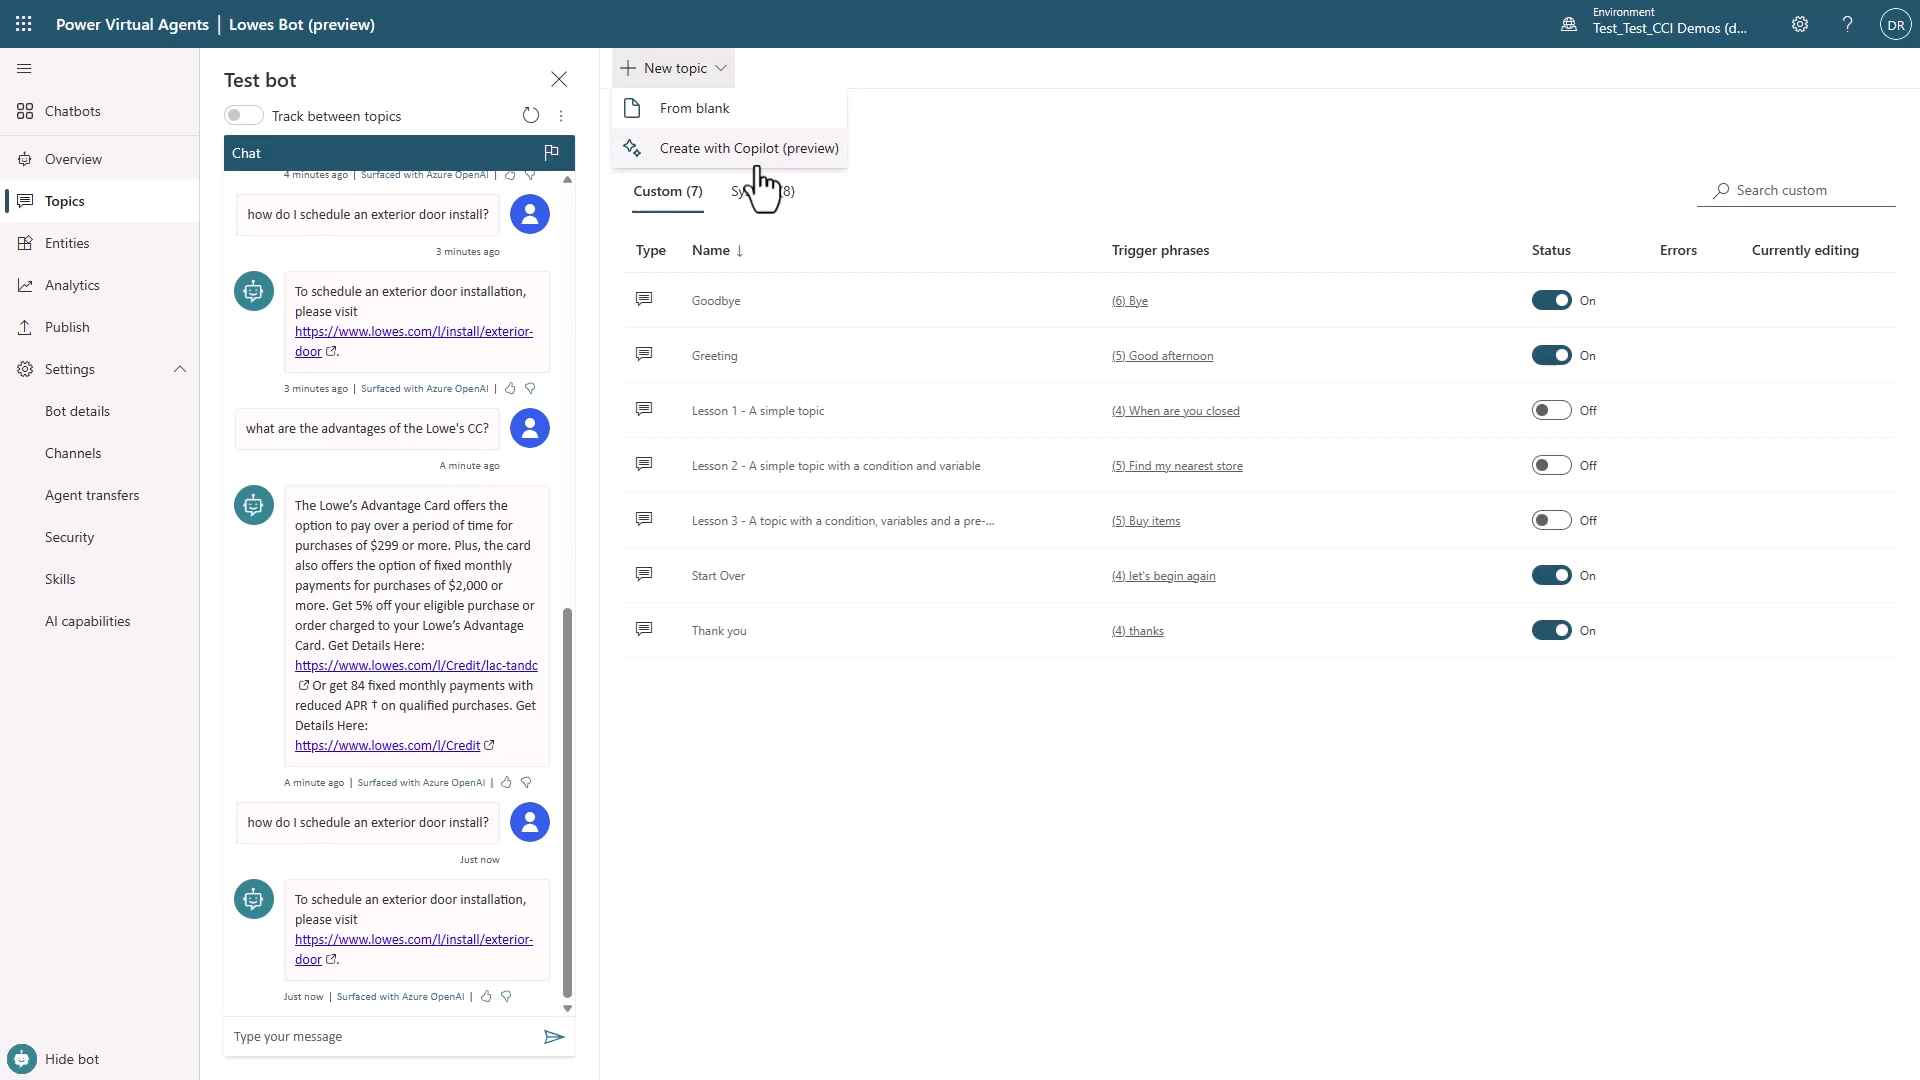 Power Virtual Agents | Lowes Bot (preview)
Environment
Test_Test_CCI Demos (d...
DR
Chatbots
Overview
Topics
Entities
Analytics
Publish
Settings
Bot details
Channels
Agent transfers
Security
Skills
AI capabilities
Hide bot
Test bot
Track between topics
Chat
4 minutes ago | Surfaced with Azure OpenAI |
how do I schedule an exterior door install?
3 minutes ago
To schedule an exterior door installation,
please visit
https://www.lowes.com/l/install/exterior-
door .
3 minutes ago | Surfaced with Azure OpenAI |
what are the advantages of the Lowe's CC?
A minute ago
The Lowe’s Advantage Card offers the
option to pay over a period of time for
purchases of $299 or more. Plus, the card
also offers the option of fixed monthly
payments for purchases of $2,000 or
more. Get 5% off your eligible purchase or
order charged to your Lowe’s Advantage
Card. Get Details Here:
https://www.lowes.com/l/Credit/lac-tandc
Or get 84 fixed monthly payments with
reduced APR † on qualified purchases. Get
Details Here:
https://www.lowes.com/l/Credit
A minute ago | Surfaced with Azure OpenAI |
how do I schedule an exterior door install?
Just now
To schedule an exterior door installation,
please visit
https://www.lowes.com/l/install/exterior-
door .
Just now | Surfaced with Azure OpenAI |
Type your message
New topic
From blank
Create with Copilot (preview)
Custom (7)
(8)
Search custom
Type Name ↓ Trigger phrases Status Errors Currently editing
Goodbye (6) Bye On
Greeting (5) Good afternoon On
Lesson 1 - A simple topic (4) When are you closed Off
Lesson 2 - A simple topic with a condition and variable (5) Find my nearest store Off
Lesson 3 - A topic with a condition, variables and a pre-... (5) Buy items Off
Start Over (4) let's begin again On
Thank you (4) thanks On